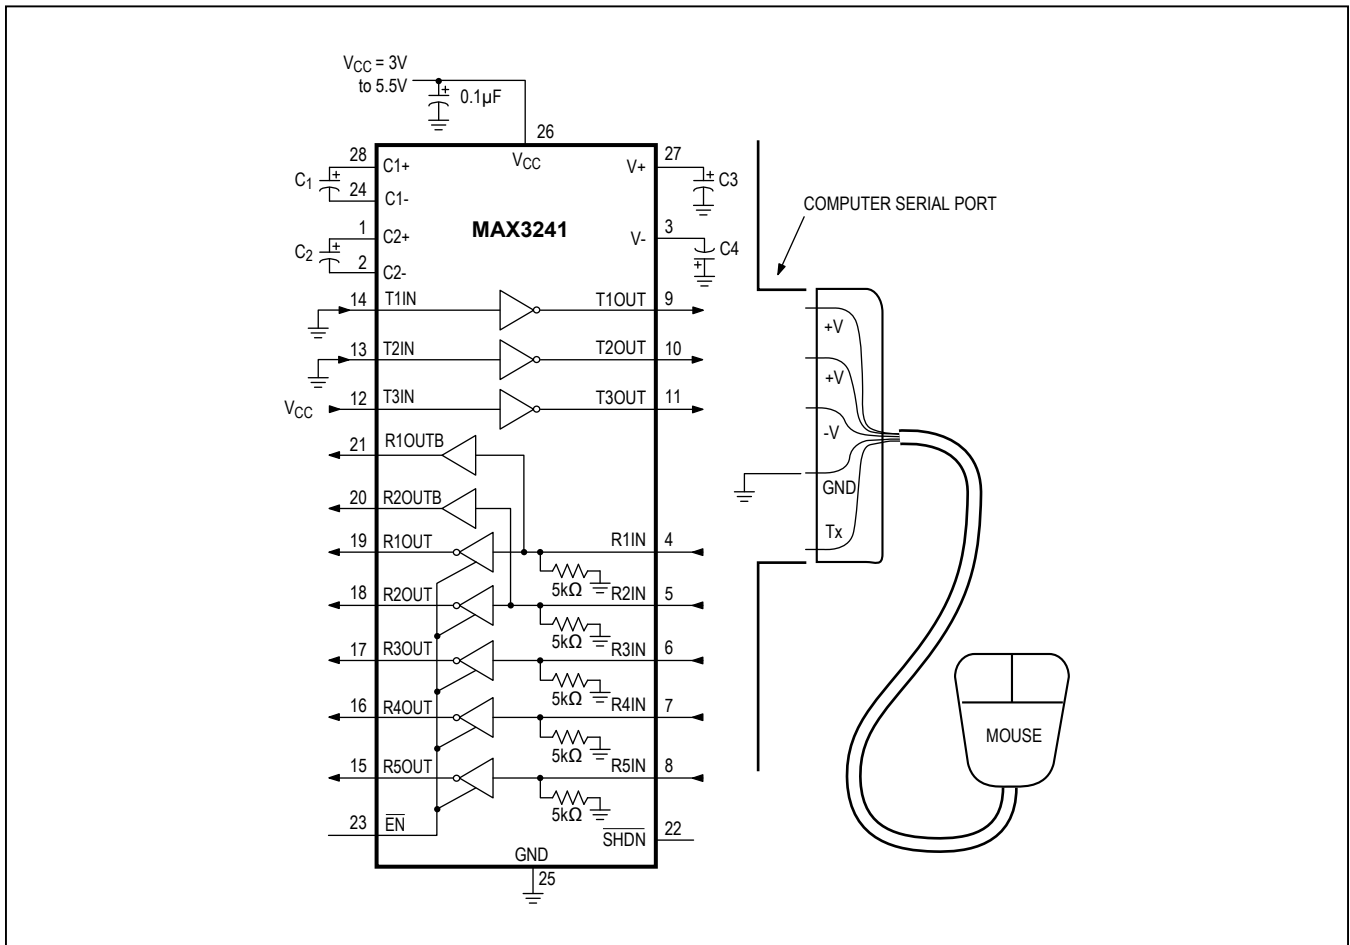 VCC = 3V
to 5.5V
0.1μF
26
VCC
28
C1+
C1
24
C1-
1
C2+
C2
2
C2-
MAX3241
V+
27
C3
V-
3
C4
COMPUTER SERIAL PORT
14
T1IN
T1OUT
9
13
T2IN
T2OUT
10
VCC
12
T3IN
T3OUT
11
21
R1OUTB
20
R2OUTB
19
R1OUT
R1IN
4
5kΩ
18
R2OUT
R2IN
5
5kΩ
17
R3OUT
R3IN
6
5kΩ
16
R4OUT
R4IN
7
5kΩ
15
R5OUT
R5IN
8
5kΩ
23
EN
SHDN
22
GND
25
+V
+V
-V
GND
Tx
MOUSE